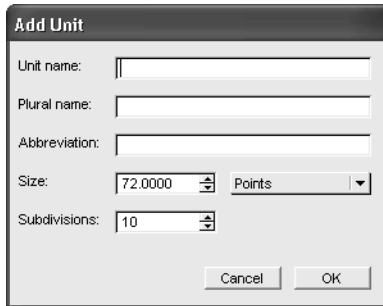 Add Unit
Unit name:
Plural name:
Abbreviation:
Size: 72.0000 Points
Subdivisions: 10
Cancel OK